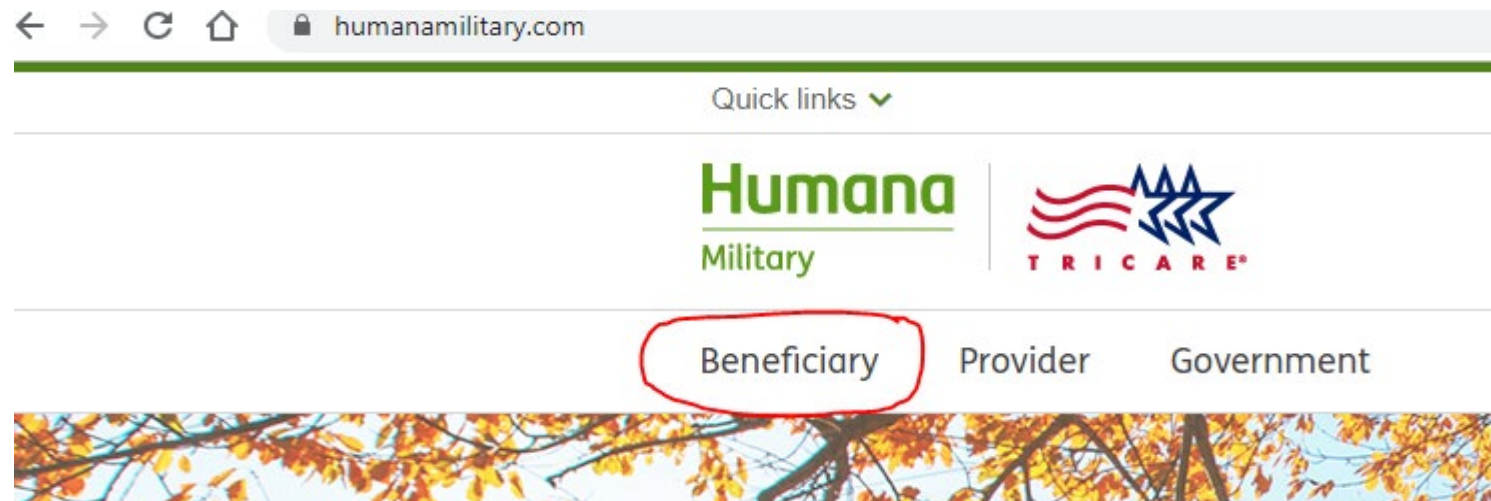 humanamilitary.com
Quick links
Humana
Military
TRICARE®
Beneficiary Provider Government